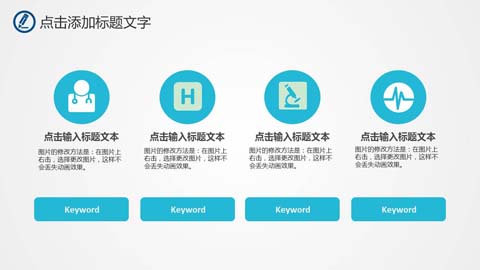 点击添加标题文字
H
点击输入标题文本
图片的修改方法是：在图片上
右击，选择更改图片，这样不
会丢失动画效果。
Keyword
点击输入标题文本
图片的修改方法是：在图片上
右击，选择更改图片，这样不
会丢失动画效果。
Keyword
点击输入标题文本
图片的修改方法是：在图片上
右击，选择更改图片，这样不
会丢失动画效果。
Keyword
点击输入标题文本
图片的修改方法是：在图片上
右击，选择更改图片，这样不
会丢失动画效果。
Keyword